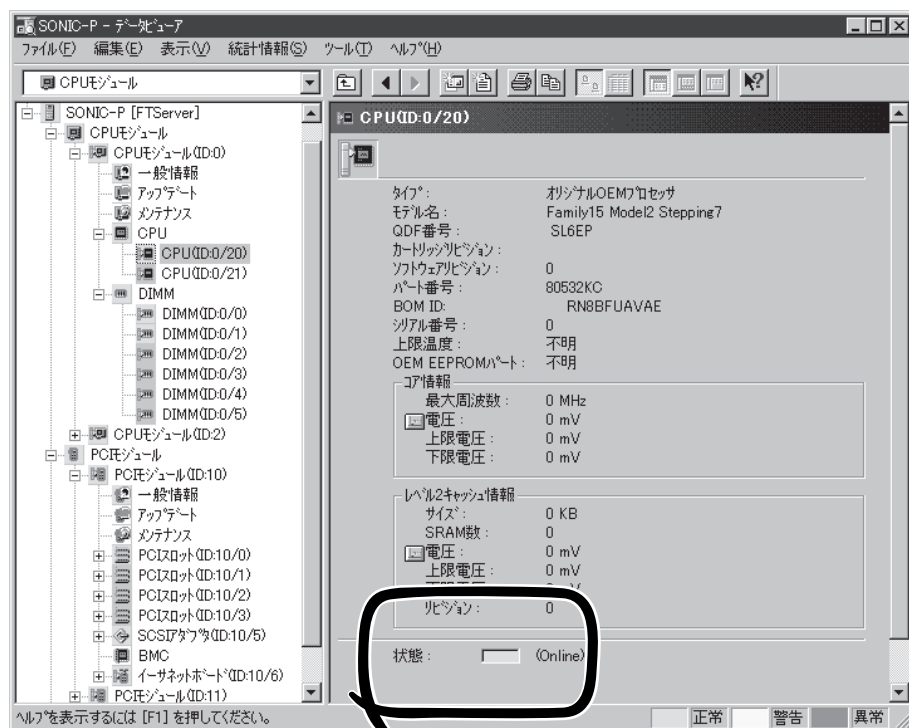 SONIC-P - ﾃﾞｰﾀﾋﾞｭｰｱ
ﾌｧｲﾙ(F) 編集(E) 表示(V) 統計情報(S) ﾂｰﾙ(T) ﾍﾙﾌﾟ(H)
CPUﾓｼﾞｭｰﾙ
SONIC-P [FTServer]
CPUﾓｼﾞｭｰﾙ
CPUﾓｼﾞｭｰﾙ(ID:0)
一般情報
ｱｯﾌﾟﾃﾞｰﾄ
ﾒﾝﾃﾅﾝｽ
CPU
CPU(ID:0/20)
CPU(ID:0/21)
DIMM
DIMM(ID:0/0)
DIMM(ID:0/1)
DIMM(ID:0/2)
DIMM(ID:0/3)
DIMM(ID:0/4)
DIMM(ID:0/5)
CPUﾓｼﾞｭｰﾙ(ID:2)
PCIﾓｼﾞｭｰﾙ
PCIﾓｼﾞｭｰﾙ(ID:10)
一般情報
ｱｯﾌﾟﾃﾞｰﾄ
ﾒﾝﾃﾅﾝｽ
PCIｽﾛｯﾄ(ID:10/0)
PCIｽﾛｯﾄ(ID:10/1)
PCIｽﾛｯﾄ(ID:10/2)
PCIｽﾛｯﾄ(ID:10/3)
SCSIｱﾀﾞﾌﾟﾀ(ID:10/5)
BMC
ｲｰｻﾈｯﾄﾎﾞｰﾄﾞ(ID:10/6)
PCIﾓｼﾞｭｰﾙ(ID:11)
CPU(ID:0/20)
ﾀｲﾌﾟ: ｵﾘｼﾞﾅﾙOEMﾌﾟﾛｾｯｻ
ﾓﾃﾞﾙ名: Family15 Model2 Stepping7
QDF番号: SL6EP
ｶｰﾄﾘｯｼﾞﾘﾋﾞｼﾞｮﾝ:
ｿﾌﾄｳｪｱﾘﾋﾞｼﾞｮﾝ: 0
ﾊﾟｰﾄ番号: 80532KC
BOM ID: RN8BFUAVAE
ｼﾘｱﾙ番号: 0
上限温度: 不明
OEM EEPROMﾊﾟｰﾄ: 不明
ｺｱ情報
最大周波数: 0 MHz
電圧: 0 mV
上限電圧: 0 mV
下限電圧: 0 mV
ﾚﾍﾞﾙ2ｷｬｯｼｭ情報
ｻｲｽﾞ: 0 KB
SRAM数: 0
電圧: 0 mV
上限電圧: 0 mV
ﾘﾋﾞｼﾞｮﾝ: 0
状態: (Online)
ﾍﾙﾌﾟを表示するには [F1] を押してください。 正常 警告 異常